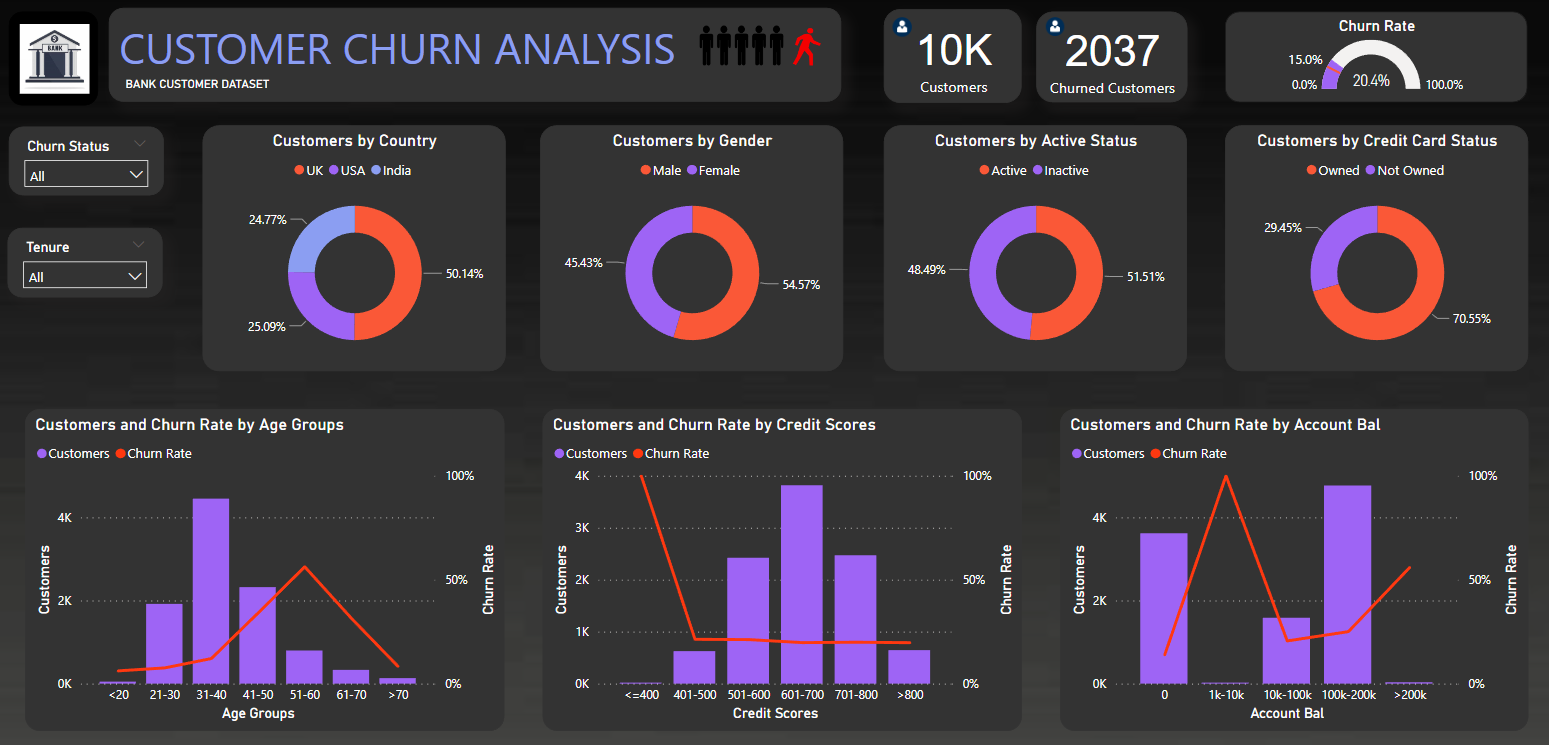 BANK
CUSTOMER CHURN ANALYSIS
BANK CUSTOMER DATASET
10K
Customers
2037
Churned Customers
Churn Rate
15.0%
0.0%
20.4%
100.0%
Churn Status
All
Tenure
All
Customers by Country
UK USA India
24.77%
50.14%
25.09%
Customers by Gender
Male Female
45.43%
54.57%
Customers by Active Status
Active Inactive
48.49%
51.51%
Customers by Credit Card Status
Owned Not Owned
29.45%
70.55%
Customers and Churn Rate by Age Groups
Customers Churn Rate
Customers
4K
2K
0K
100%
50%
0%
Churn Rate
<20 21-30 31-40 41-50 51-60 61-70 >70
Age Groups
Customers and Churn Rate by Credit Scores
Customers Churn Rate
Customers
4K
3K
2K
1K
0K
100%
50%
0%
Churn Rate
<=400 401-500 501-600 601-700 701-800 >800
Credit Scores
Customers and Churn Rate by Account Bal
Customers Churn Rate
Customers
4K
2K
0K
100%
50%
0%
Churn Rate
0 1k-10k 10k-100k 100k-200k >200k
Account Bal